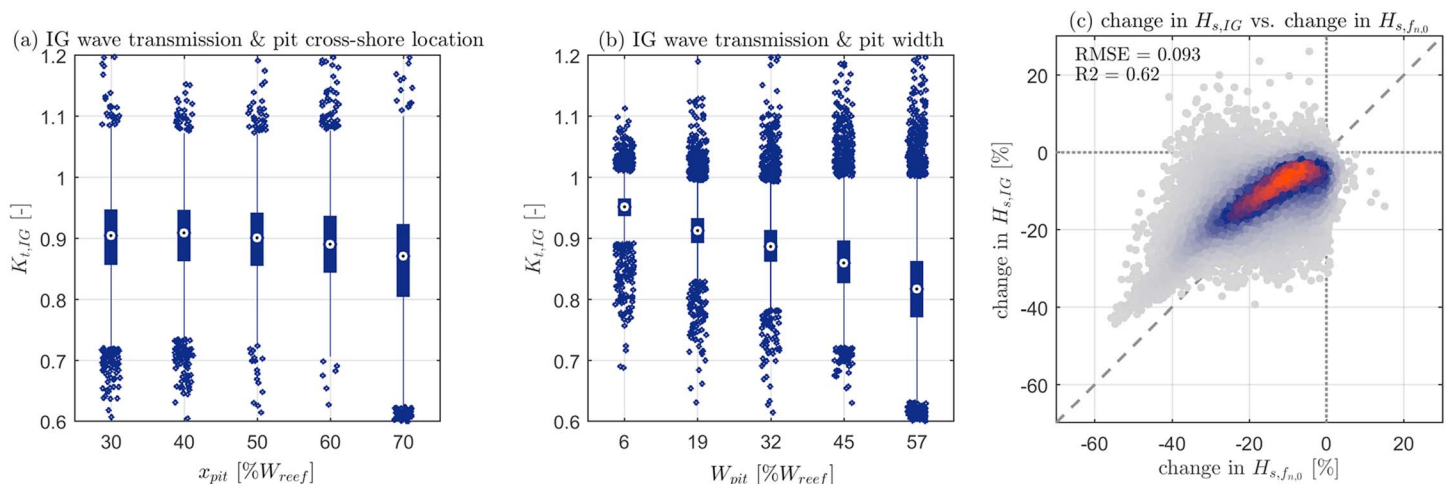 (a) IG wave transmission & pit cross-shore location
1.2
1.1
1
0.9
0.8
0.7
0.6
K_{t,IG} [-]
30 40 50 60 70
x_{pit} [%W_{reef}]
(b) IG wave transmission & pit width
1.2
1.1
1
0.9
0.8
0.7
0.6
K_{t,IG} [-]
6 19 32 45 57
W_{pit} [%W_{reef}]
(c) change in H_{s,IG} vs. change in H_{s,f_{n,0}}
RMSE = 0.093
R2 = 0.62
20
0
-20
-40
-60
change in H_{s,IG} [%]
-60 -40 -20 0 20
change in H_{s,f_{n,0}} [%]